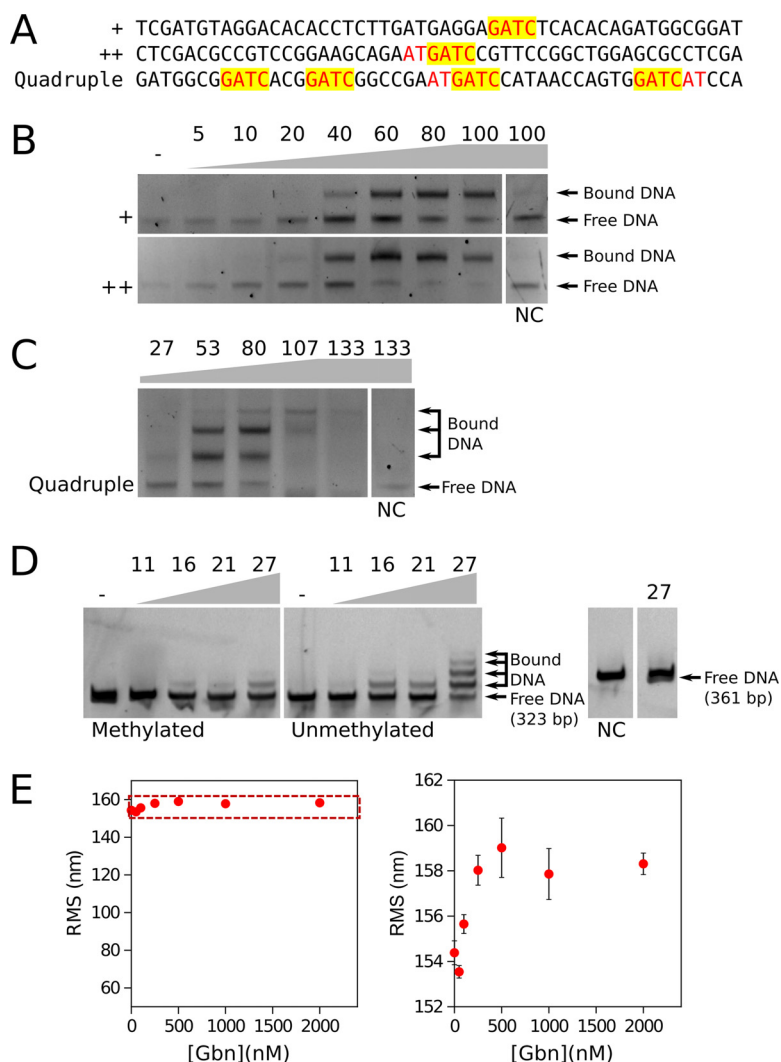 A
+ TCGATGTAGGACACACCTCTTGATGAGGAGATCTCACACAGATGGCGGAT
++ CTCGACGCCGTCCGGAAGCAGAATGATCCGTTCCGGCTGGAGCGCCTCGA
Quadruple GATGGCGGATCACGGATCGGCCGAATGATCCATAACCAGTGGATCATCCA
B
- 5 10 20 40 60 80 100 100
+ Bound DNA
Free DNA
++ Bound DNA
Free DNA
NC
C
27 53 80 107 133 133
Bound
DNA
Quadruple Free DNA
NC
D
- 11 16 21 27 - 11 16 21 27 27
Bound
DNA
Free DNA
(323 bp)
Free DNA
(361 bp)
Methylated Unmethylated NC
E
RMS (nm)
160
140
120
100
80
60
0 500 1000 1500 2000
[Gbn](nM)
RMS (nm)
162
160
158
156
154
152
0 500 1000 1500 2000
[Gbn](nM)